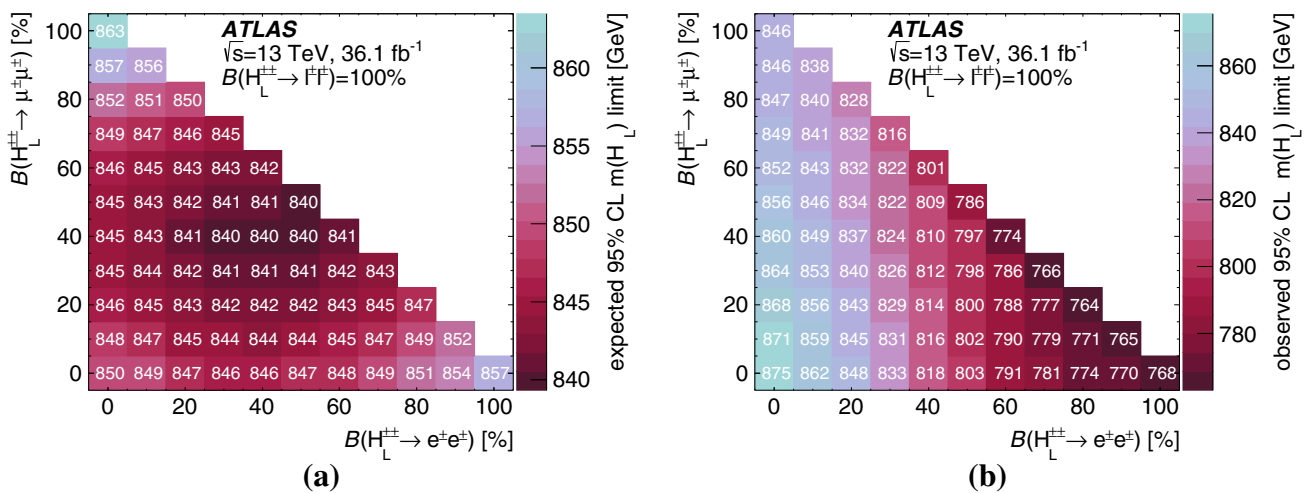 ATLAS
√s=13 TeV, 36.1 fb⁻¹
B(H_L^±±→ l±l±)=100%
B(H_L^±±→ μ±μ±) [%]
100% 863
857 856
80 852 851 850
849 847 846 845
60 846 845 843 842
845 843 842 841 841 840
40 845 843 841 840 840 840 841
845 844 842 841 841 841 842 843
20 846 845 843 842 842 842 843 845 847
848 847 845 844 844 844 845 847 849 852
0 850 849 847 846 846 847 848 849 851 854 857
0 20 40 60 80 100
B(H_L^±±→ e±e±) [%]
860
855
850
845
840
expected 95% CL m(H_L) limit [GeV]
(a)
ATLAS
√s=13 TeV, 36.1 fb⁻¹
B(H_L^±±→ l±l±)=100%
B(H_L^±±→ μ±μ±) [%]
100% 846
846 838
80 847 840 828
849 841 832 816
60 852 843 832 822 801
856 846 834 822 809 786
40 860 849 837 824 810 797 774
864 853 840 826 812 798 786 766
20 868 856 843 829 814 800 788 777 764
871 859 845 831 816 802 790 779 771 765
0 875 862 848 833 818 803 791 781 774 770 768
0 20 40 60 80 100
B(H_L^±±→ e±e±) [%]
860
840
820
800
780
observed 95% CL m(H_L) limit [GeV]
(b)